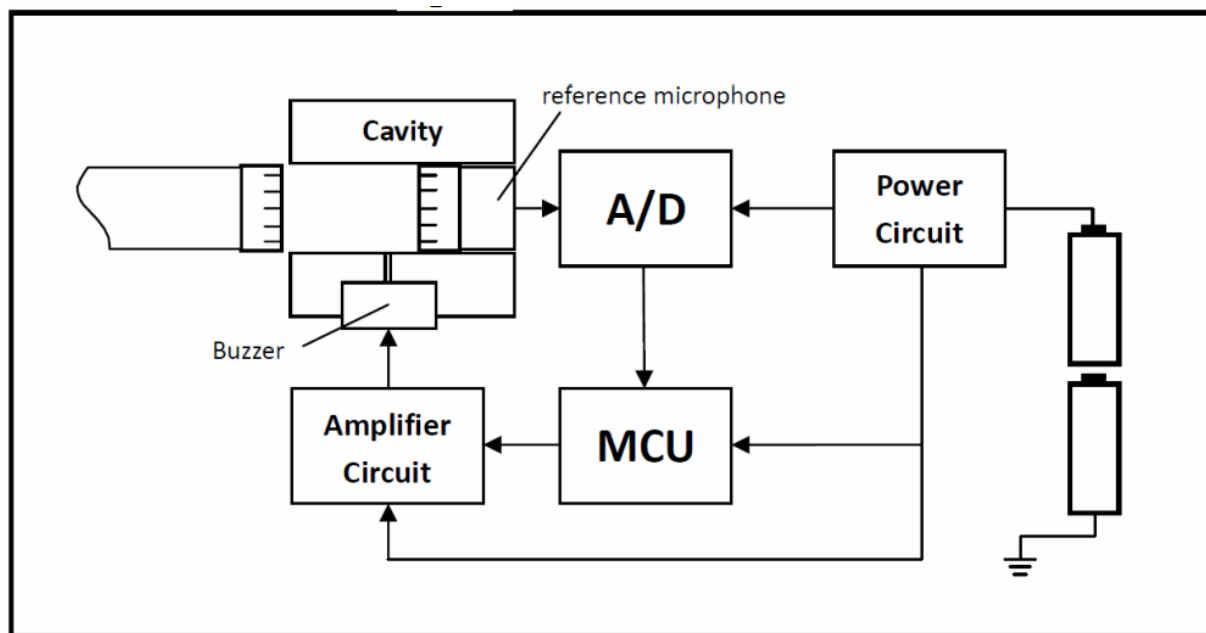 reference microphone
Cavity
A/D
Power
Circuit
Buzzer
Amplifier
Circuit
MCU